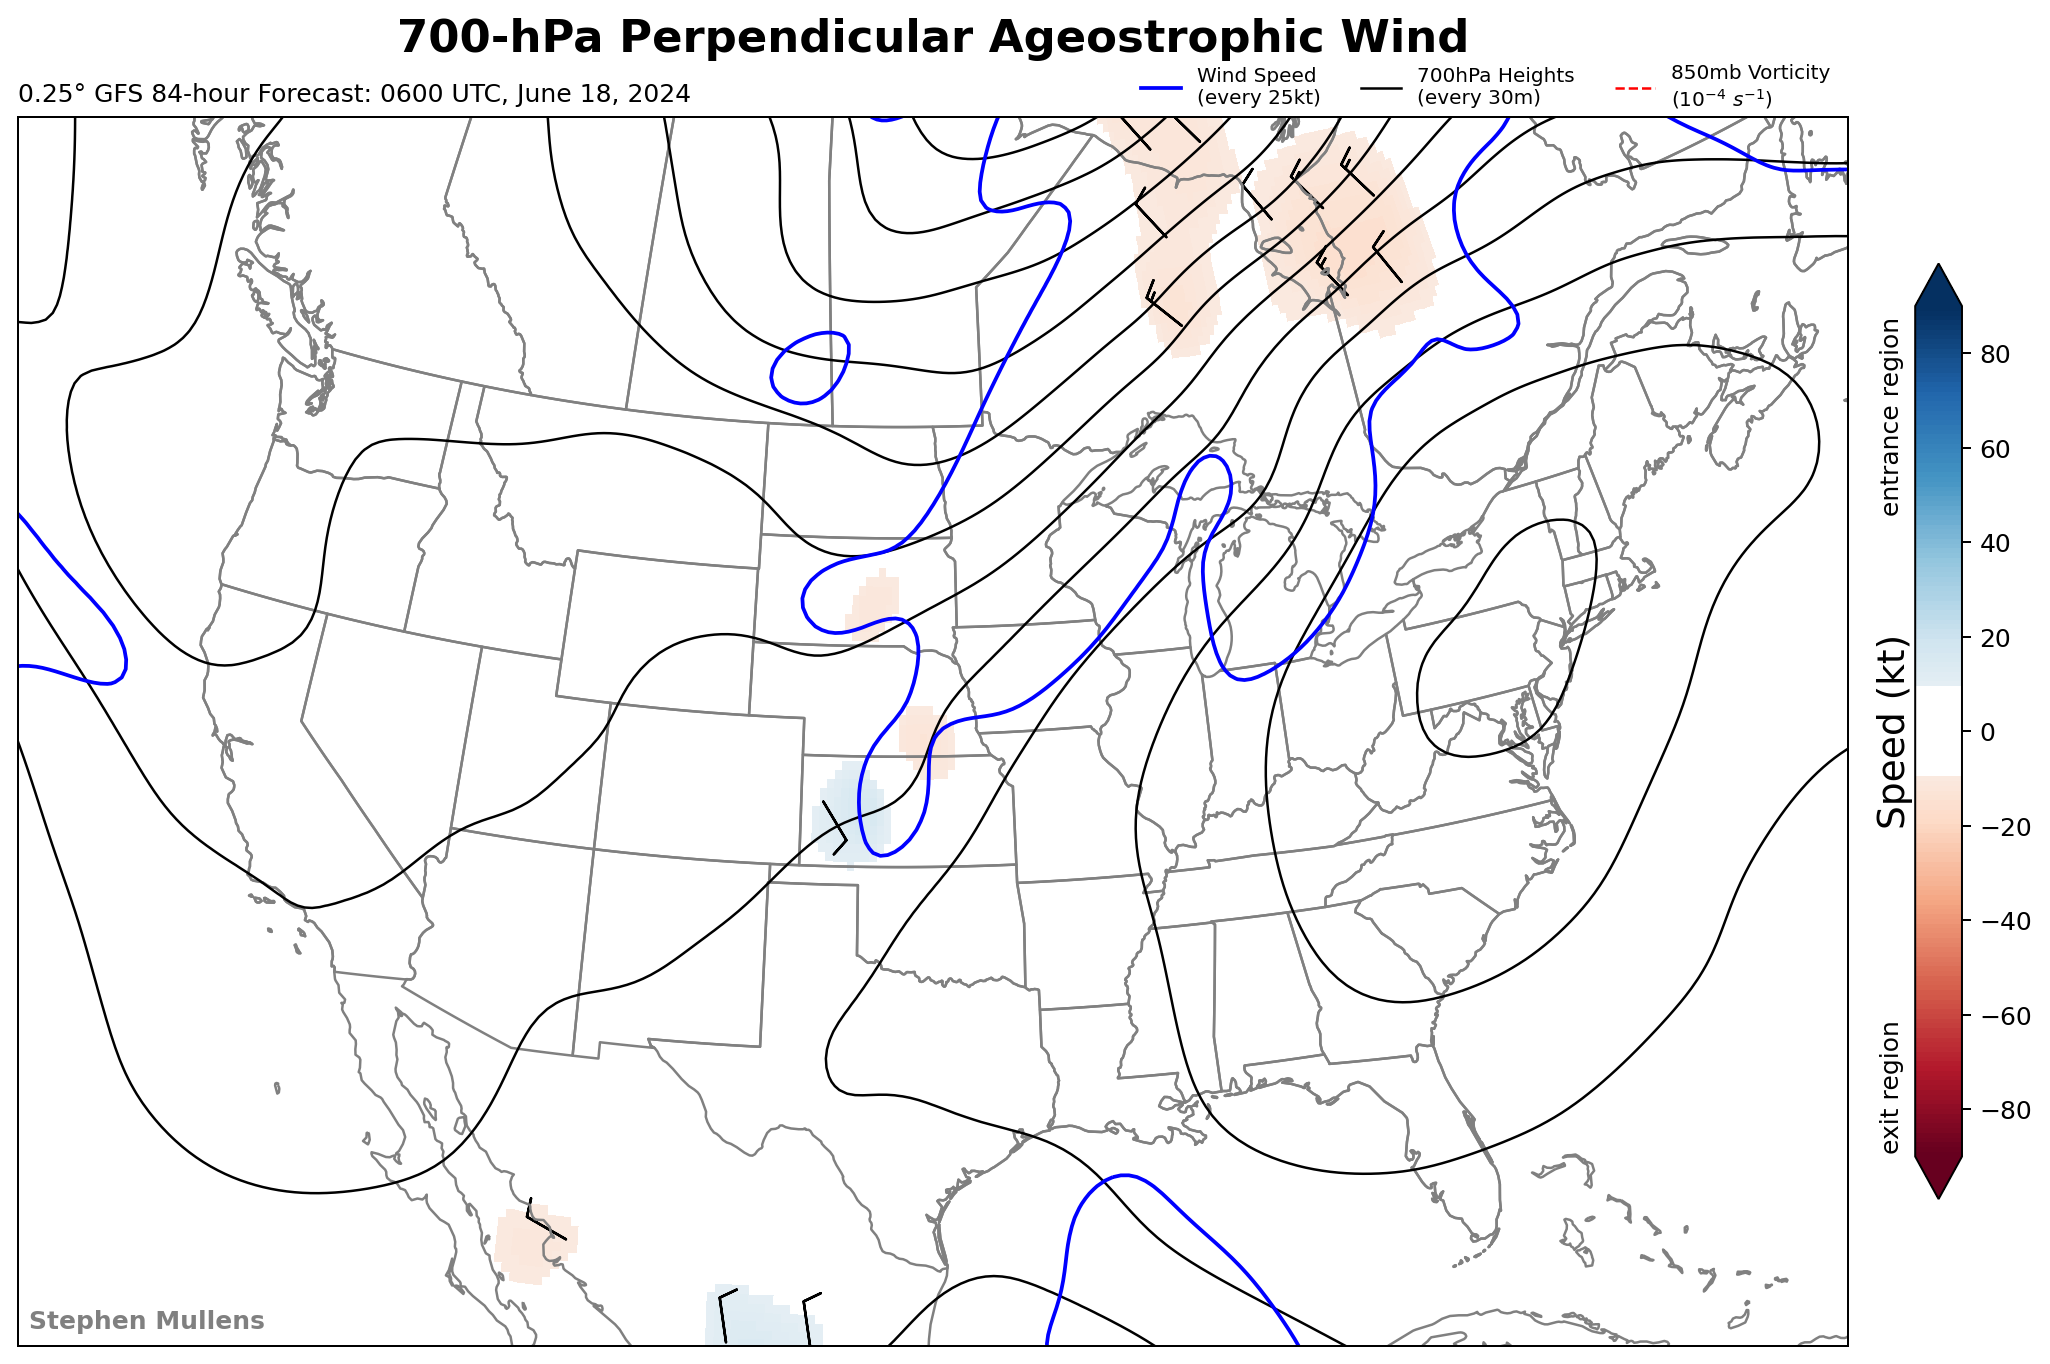 700-hPa Perpendicular Ageostrophic Wind
0.25° GFS 84-hour Forecast: 0600 UTC, June 18, 2024
Wind Speed
(every 25kt)
700hPa Heights
(every 30m)
850mb Vorticity
(10⁻⁴ s⁻¹)
entrance region
Speed (kt)
exit region
80
60
40
20
0
−20
−40
−60
−80
Stephen Mullens